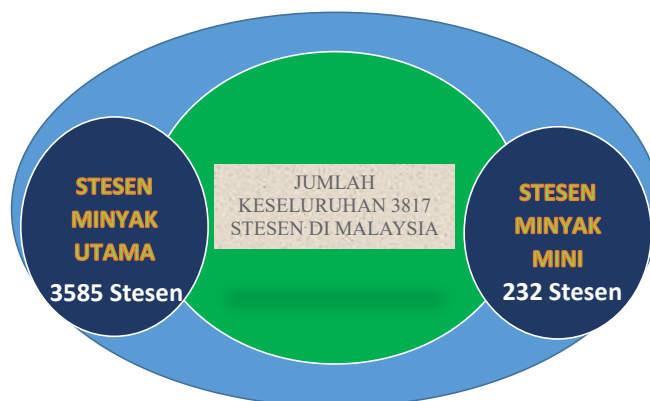 STESEN
MINYAK
UTAMA
3585 Stesen
JUMLAH
KESELURUHAN 3817
STESEN DI MALAYSIA
STESEN
MINYAK
MINI
232 Stesen